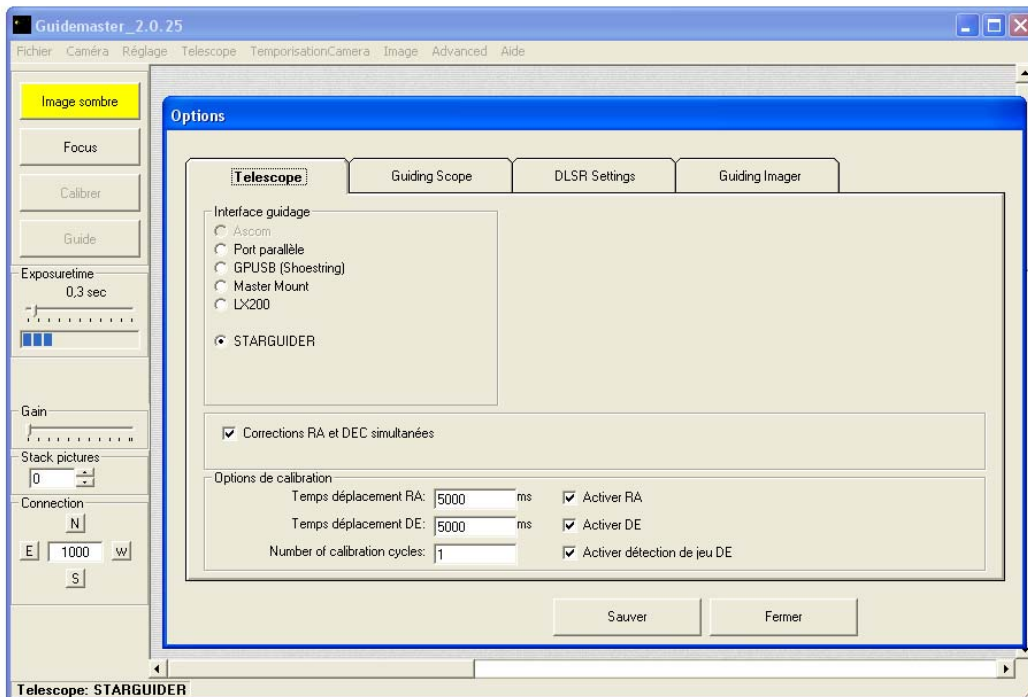 Guidemaster_2.0.25
Fichier Caméra Réglage Telescope TemporisationCamera Image Advanced Aide
Image sombre
Focus
Calibrer
Guide
Exposuretime
0,3 sec
Gain
Stack pictures
0
Connection
N
E 1000 W
S
Options
Telescope Guiding Scope DLSR Settings Guiding Imager
Interface guidage
Ascom
Port parallèle
GPUSB (Shoestring)
Master Mount
LX200
STARGUIDER
Corrections RA et DEC simultanées
Options de calibration
Temps déplacement RA: 5000 ms Activer RA
Temps déplacement DE: 5000 ms Activer DE
Number of calibration cycles: 1 Activer détection de jeu DE
Sauver Fermer
Telescope: STARGUIDER